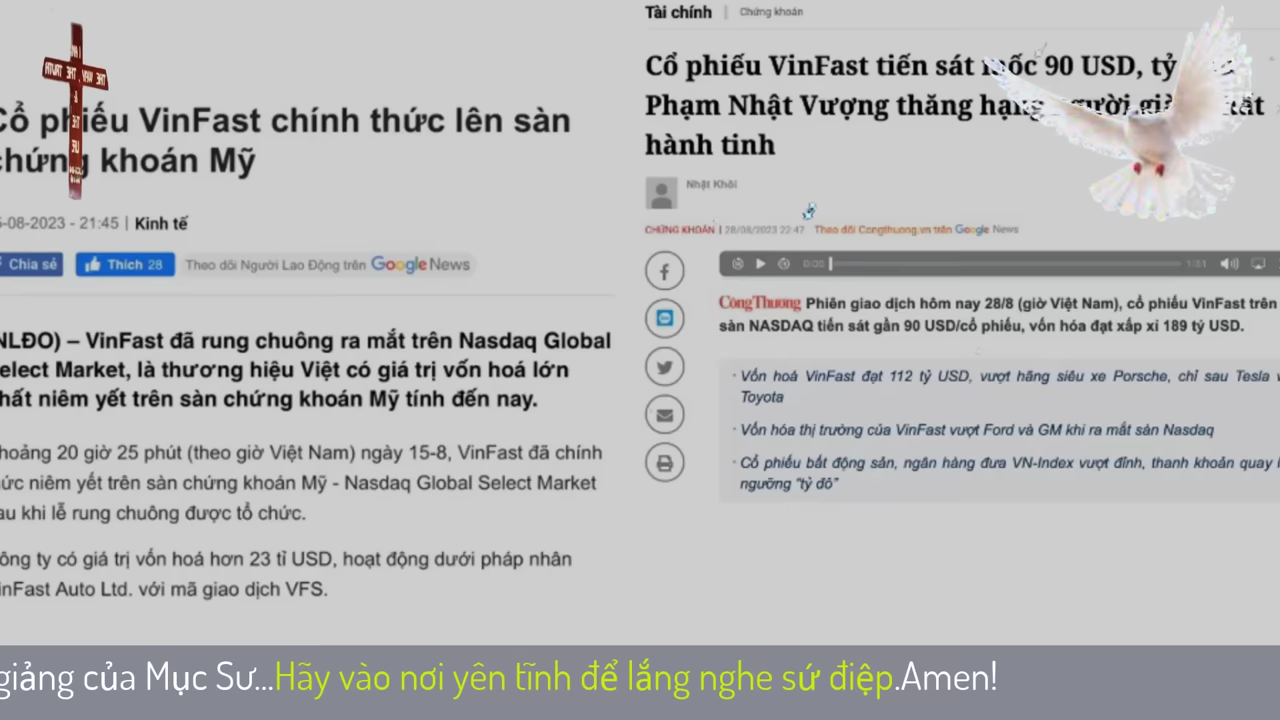 Cổ phiếu VinFast chính thức lên sàn
chứng khoán Mỹ
-08-2023 - 21:45 | Kinh tế
Chia sẻ
Thích 28
Theo dõi Người Lao Động trên Google News
NLĐO) – VinFast đã rung chuông ra mắt trên Nasdaq Global
elect Market, là thương hiệu Việt có giá trị vốn hoá lớn
hất niêm yết trên sàn chứng khoán Mỹ tính đến nay.
hoảng 20 giờ 25 phút (theo giờ Việt Nam) ngày 15-8, VinFast đã chính
ức niêm yết trên sàn chứng khoán Mỹ - Nasdaq Global Select Market
au khi lễ rung chuông được tổ chức.
ông ty có giá trị vốn hoá hơn 23 tỉ USD, hoạt động dưới pháp nhân
inFast Auto Ltd. với mã giao dịch VFS.
Tài chính | Chứng khoán
Cổ phiếu VinFast tiến sát mốc 90 USD, tỷ
Phạm Nhật Vượng thăng hạng người
hành tinh
Nhật Khôi
CHỨNG KHOÁN | 28/08/2023 22:47 Theo dõi Congthuong.vn trên Google News
0:00
1:51
CôngThương Phiên giao dịch hôm nay 28/8 (giờ Việt Nam), cổ phiếu VinFast trên
sàn NASDAQ tiến sát gần 90 USD/cổ phiếu, vốn hóa đạt xấp xỉ 189 tỷ USD.
Vốn hoá VinFast đạt 112 tỷ USD, vượt hãng siêu xe Porsche, chỉ sau Tesla v
Toyota
Vốn hóa thị trường của VinFast vượt Ford và GM khi ra mắt sàn Nasdaq
Cổ phiếu bất động sản, ngân hàng đưa VN-Index vượt đỉnh, thanh khoản quay
ngưỡng “tỷ đô”
giảng của Mục Sư...Hãy vào nơi yên tĩnh để lắng nghe sứ điệp.Amen!